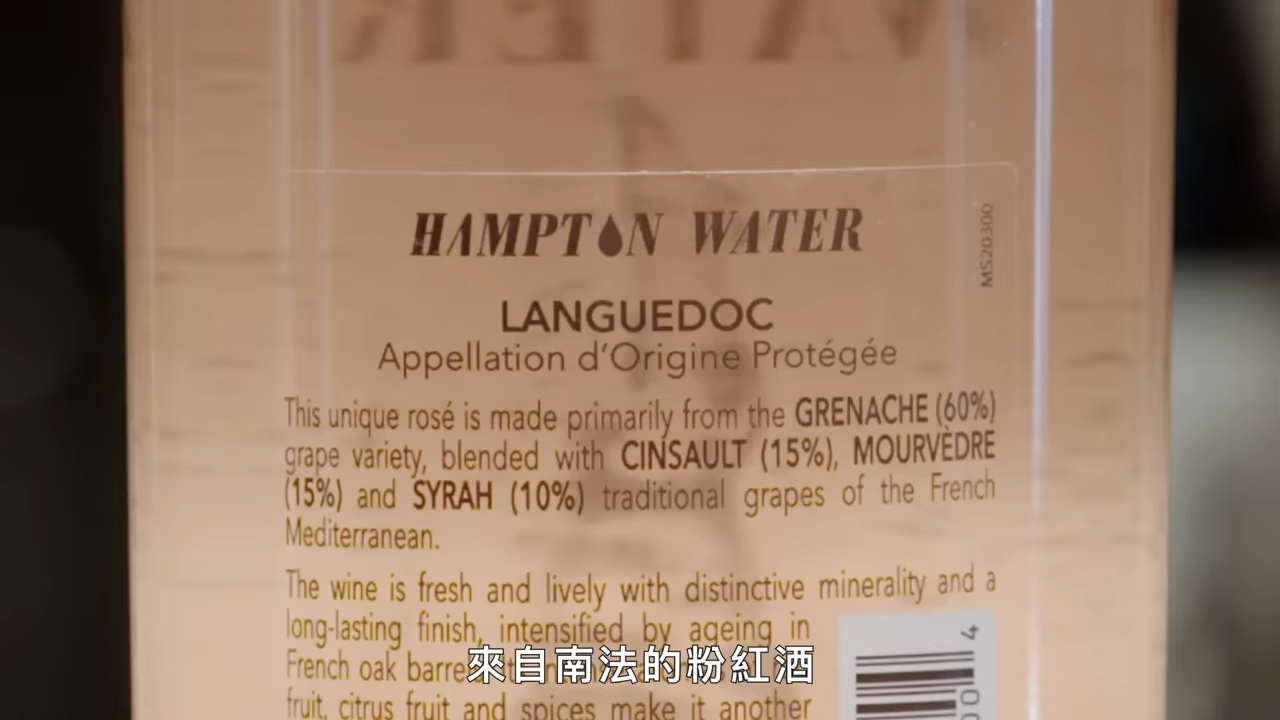 HAMPTON WATER
MS20300
LANGUEDOC
Appellation d'Origine Protégée
This unique rosé is made primarily from the GRENACHE (60%)
grape variety, blended with CINSAULT (15%), MOURVÈDRE
(15%) and SYRAH (10%) traditional grapes of the French
Mediterranean.
The wine is fresh and lively with distinctive minerality and a
long-lasting finish, intensified by ageing in
French oak
來自南法的粉紅酒
fruit, citrus fruit and spices make it another